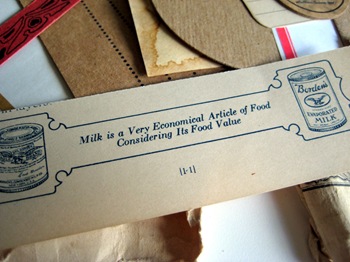 Milk is a Very Economical Article of Food
Considering Its Food Value
[1-1]
Borden's
EVAPORATED
MILK